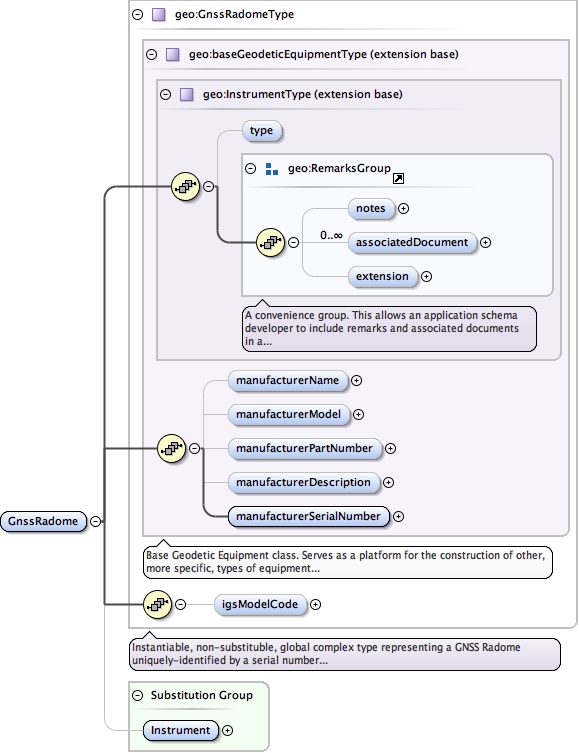 geo:GnssRadomeType
geo:baseGeodeticEquipmentType (extension base)
geo:InstrumentType (extension base)
type
geo:RemarksGroup
notes
0..∞
associatedDocument
extension
A convenience group. This allows an application schema
developer to include remarks and associated documents
in a...
manufacturerName
manufacturerModel
manufacturerPartNumber
manufacturerDescription
manufacturerSerialNumber
GnssRadome
Base Geodetic Equipment class. Serves as a platform for the construction of other,
more specific, types of equipment...
igsModelCode
Instantiable, non-substituble, global complex type representing a GNSS Radome
uniquely-identified by a serial number...
Substitution Group
Instrument